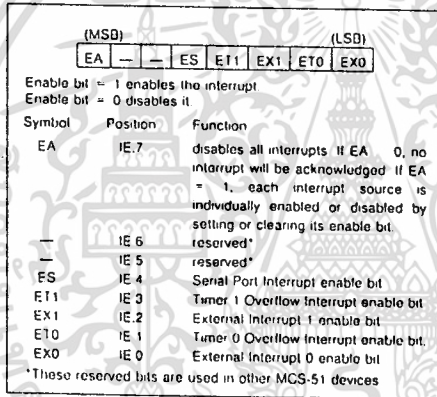 (MSB) (LSB)
EA — — ES ET1 EX1 ET0 EX0
Enable bit = 1 enables the interrupt
Enable bit = 0 disables it
Symbol Position Function
EA IE.7 disables all interrupts If EA 0, no
interrupt will be acknowledged If EA
= 1, each interrupt source is
individually enabled or disabled by
setting or clearing its enable bit.
— IE 6 reserved*
— IE 5 reserved*
ES IE 4 Serial Port Interrupt enable bit
ET1 IE 3 Timer 1 Overflow Interrupt enable bit
EX1 IE.2 External Interrupt 1 enable bit
ET0 IE 1 Timer 0 Overflow Interrupt enable bit.
EX0 IE 0 External Interrupt 0 enable bit
*These reserved bits are used in other MCS-51 devices